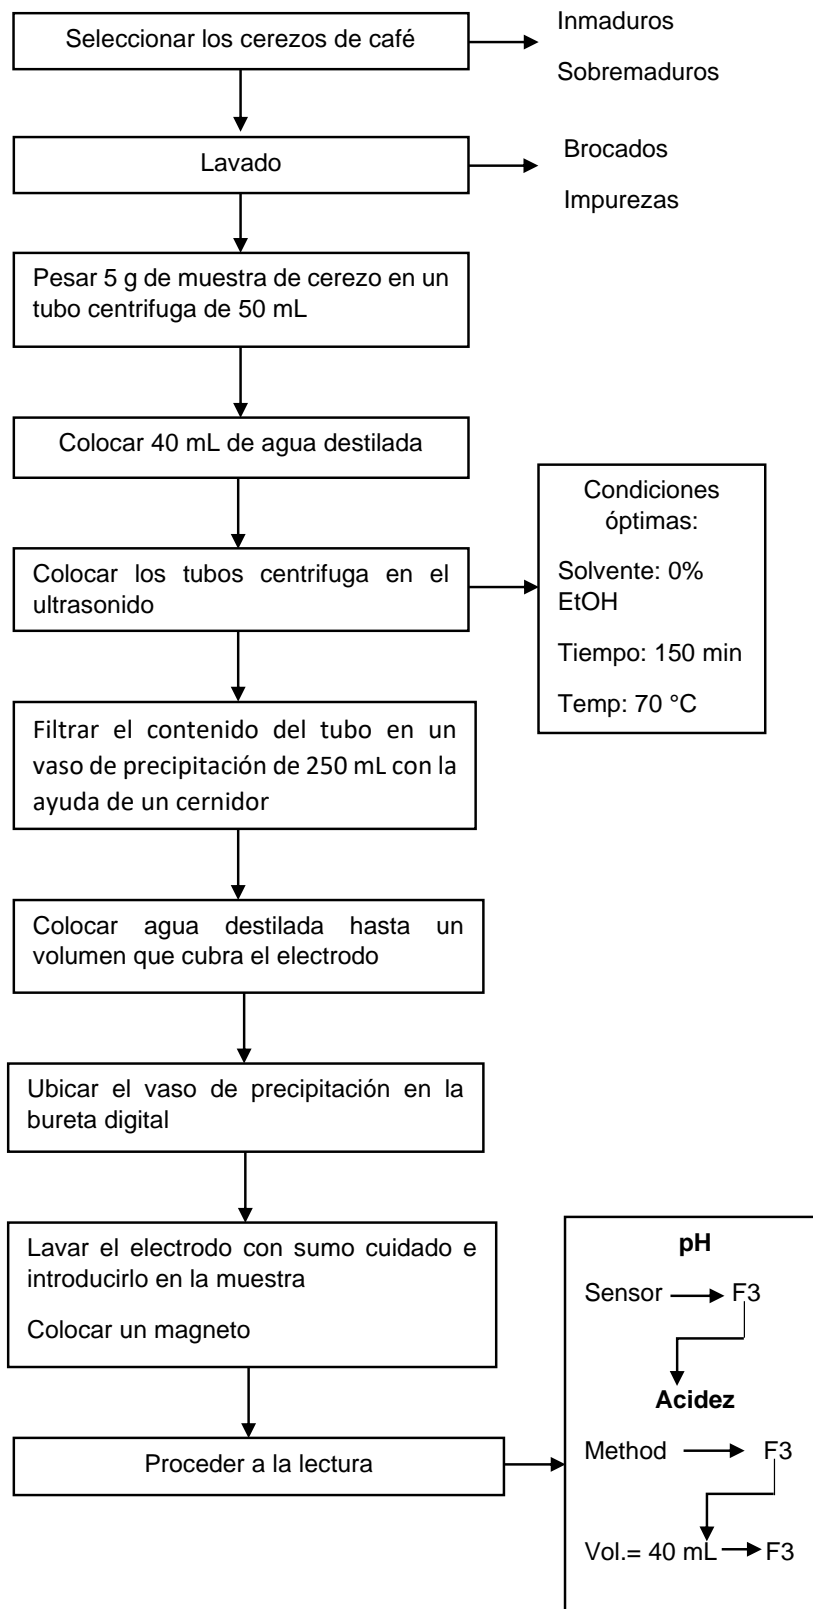 Seleccionar los cerezos de café
Inmaduros
Sobremaduros
Lavado
Brocados
Impurezas
Pesar 5 g de muestra de cerezo en un
tubo centrifuga de 50 mL
Colocar 40 mL de agua destilada
Colocar los tubos centrifuga en el
ultrasonido
Condiciones
óptimas:
Solvente: 0%
EtOH
Tiempo: 150 min
Temp: 70 °C
Filtrar el contenido del tubo en un
vaso de precipitación de 250 mL con la
ayuda de un cernidor
Colocar agua destilada hasta un
volumen que cubra el electrodo
Ubicar el vaso de precipitación en la
bureta digital
Lavar el electrodo con sumo cuidado e
introducirlo en la muestra
Colocar un magneto
Proceder a la lectura
pH
Sensor F3
Acidez
Method F3
Vol.= 40 mL F3